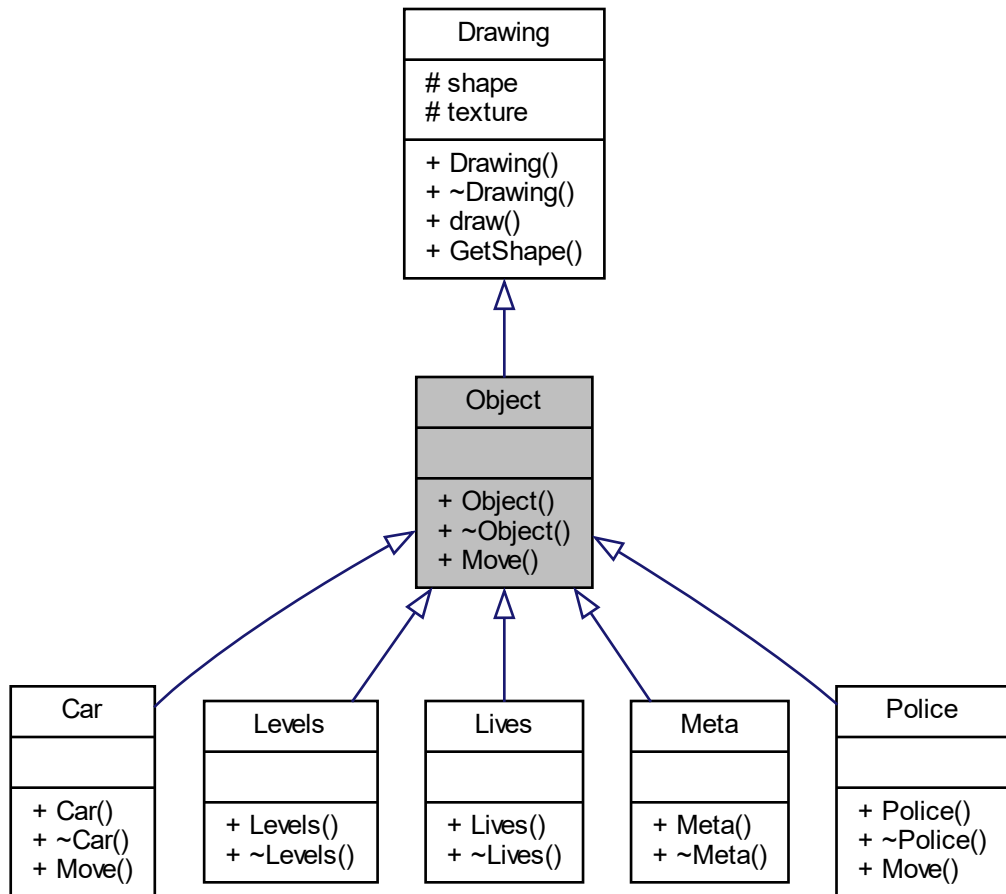 Drawing
# shape
# texture
+ Drawing()
+ ~Drawing()
+ draw()
+ GetShape()
Object
+ Object()
+ ~Object()
+ Move()
Car
+ Car()
+ ~Car()
+ Move()
Levels
+ Levels()
+ ~Levels()
Lives
+ Lives()
+ ~Lives()
Meta
+ Meta()
+ ~Meta()
Police
+ Police()
+ ~Police()
+ Move()